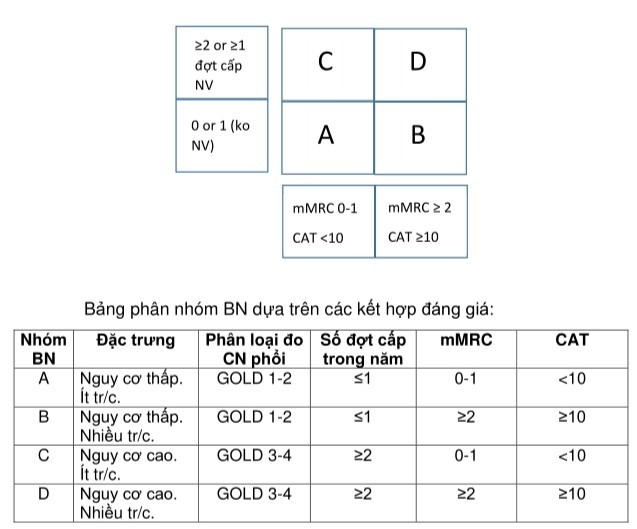 ≥2 or ≥1
đợt cấp
NV
C
D
0 or 1 (ko
NV)
A
B
mMRC 0-1
mMRC ≥ 2
CAT <10
CAT ≥10
Bảng phân nhóm BN dựa trên các kết hợp đáng giá:
Nhóm BN | Đặc trưng | Phân loại đo CN phổi | Số đợt cấp trong năm | mMRC | CAT
A | Nguy cơ thấp. Ít tr/c. | GOLD 1-2 | ≤1 | 0-1 | <10
B | Nguy cơ thấp. Nhiều tr/c. | GOLD 1-2 | ≤1 | ≥2 | ≥10
C | Nguy cơ cao. Ít tr/c. | GOLD 3-4 | ≥2 | 0-1 | <10
D | Nguy cơ cao. Nhiều tr/c. | GOLD 3-4 | ≥2 | ≥2 | ≥10